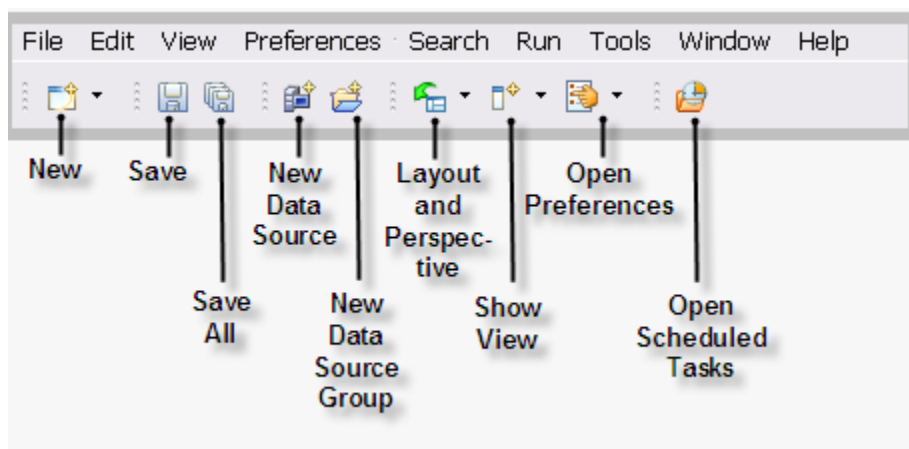 File Edit View Preferences Search Run Tools Window Help
New
Save
New
Data
Source
Layout
and
Perspec-
tive
Open
Preferences
Save
All
New
Data
Source
Group
Show
View
Open
Scheduled
Tasks